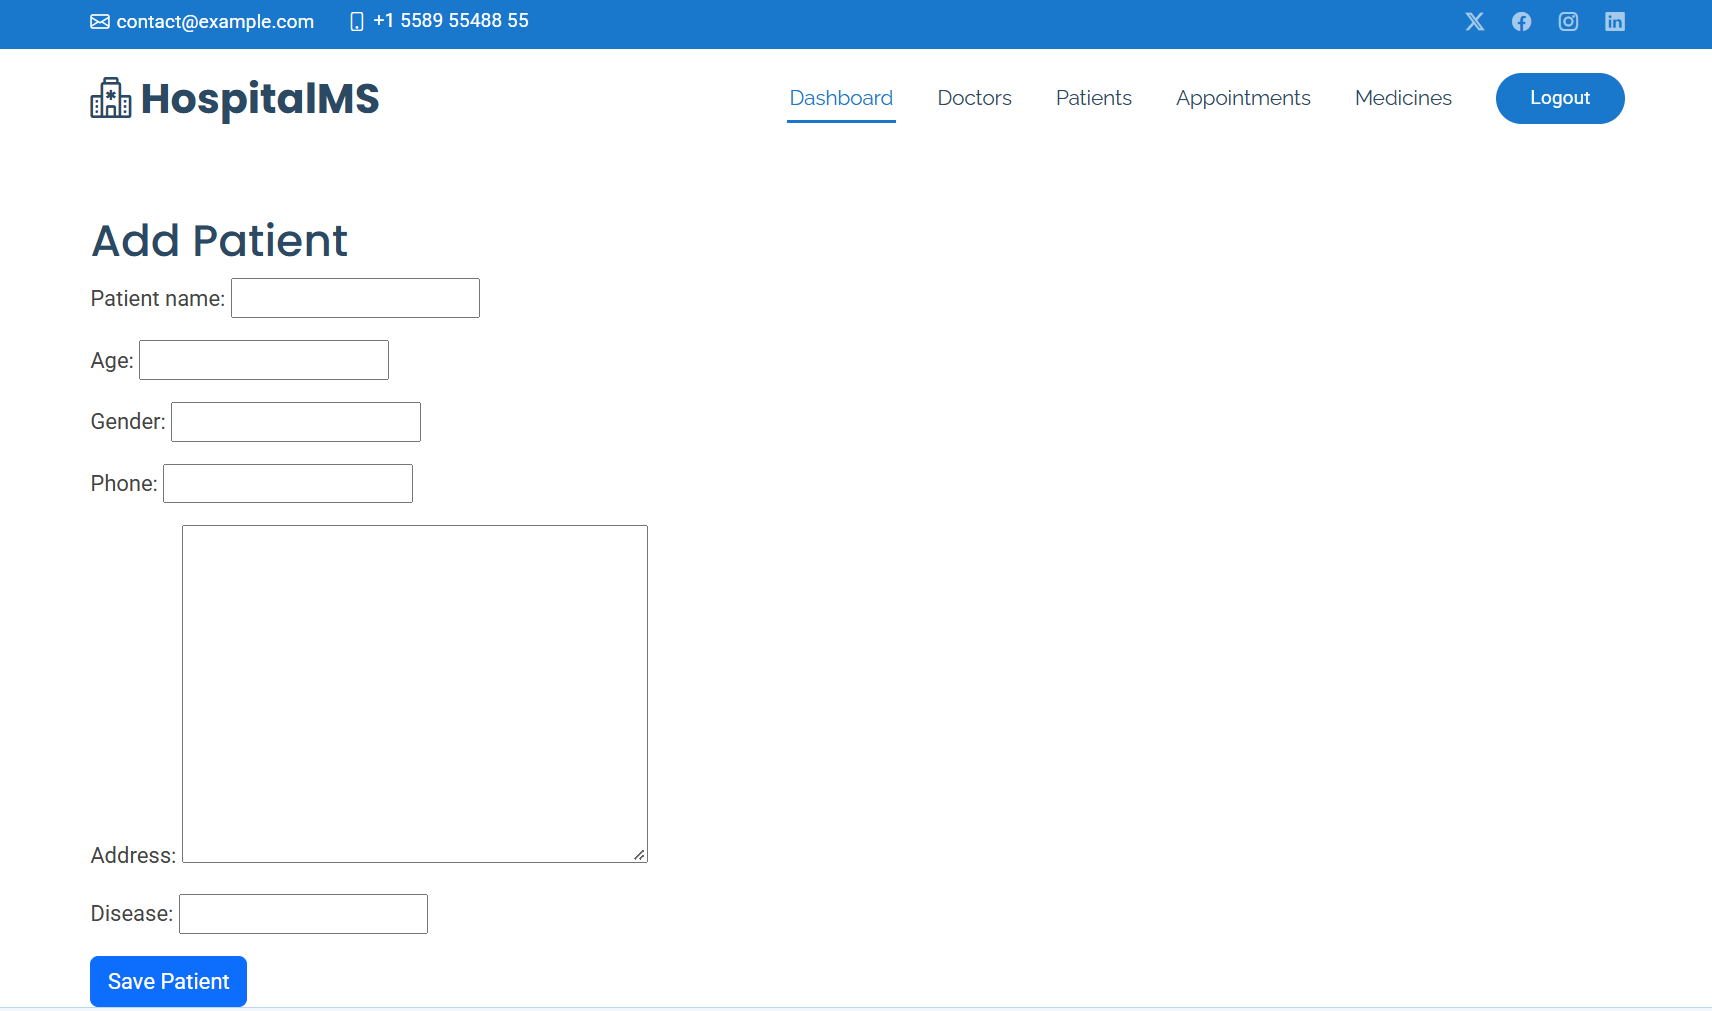 contact@example.com +1 5589 55488 55
HospitalMS Dashboard Doctors Patients Appointments Medicines Logout
Add Patient
Patient name:
Age:
Gender:
Phone:
Address:
Disease:
Save Patient